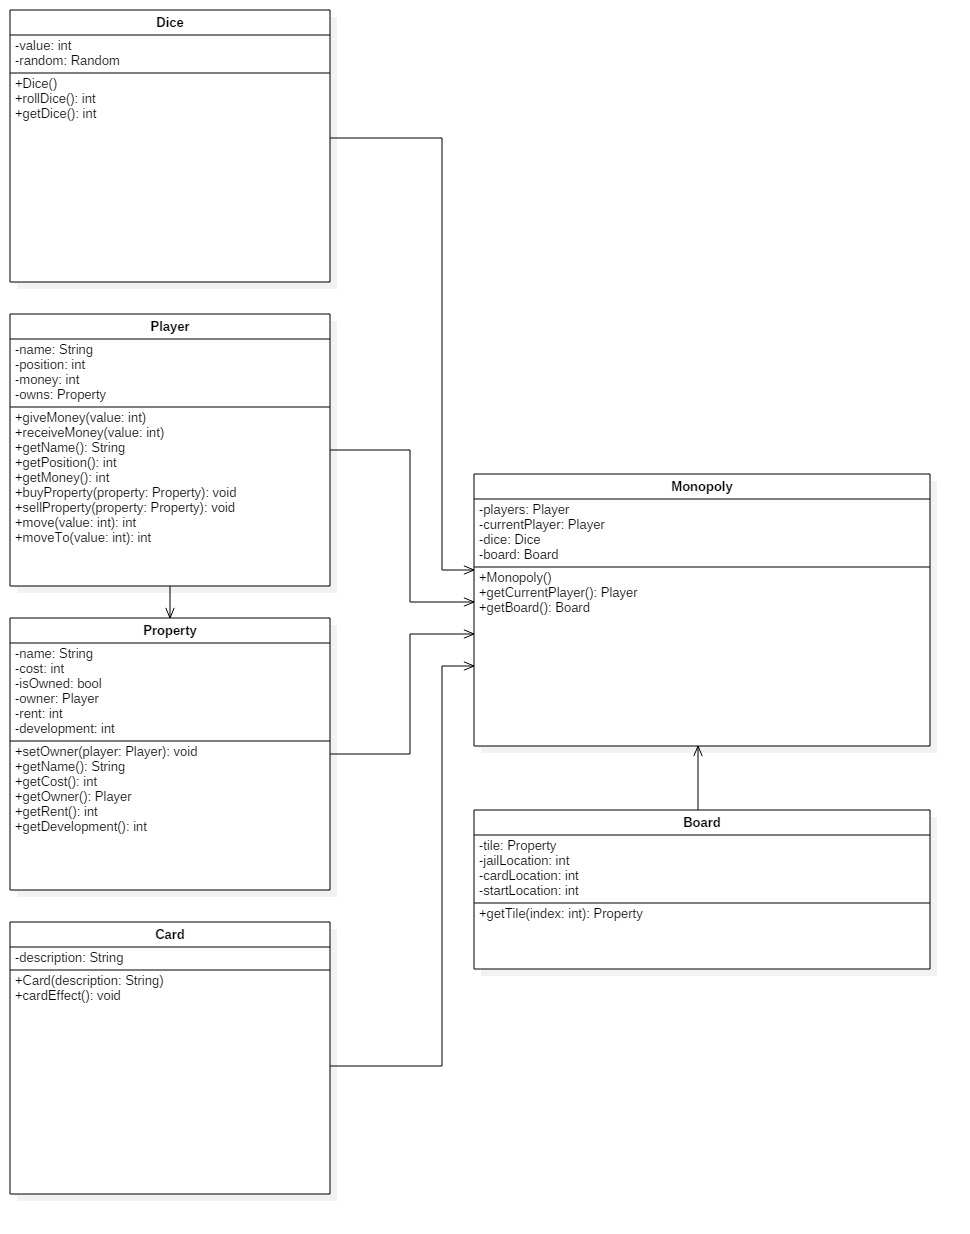 Dice
-value: int
-random: Random
+Dice()
+rollDice(): int
+getDice(): int
Player
-name: String
-position: int
-money: int
-owns: Property
+giveMoney(value: int)
+receiveMoney(value: int)
+getName(): String
+getPosition(): int
+getMoney(): int
+buyProperty(property: Property): void
+sellProperty(property: Property): void
+move(value: int): int
+moveTo(value: int): int
Property
-name: String
-cost: int
-isOwned: bool
-owner: Player
-rent: int
-development: int
+setOwner(player: Player): void
+getName(): String
+getCost(): int
+getOwner(): Player
+getRent(): int
+getDevelopment(): int
Card
-description: String
+Card(description: String)
+cardEffect(): void
Monopoly
-players: Player
-currentPlayer: Player
-dice: Dice
-board: Board
+Monopoly()
+getCurrentPlayer(): Player
+getBoard(): Board
Board
-tile: Property
-jailLocation: int
-cardLocation: int
-startLocation: int
+getTile(index: int): Property